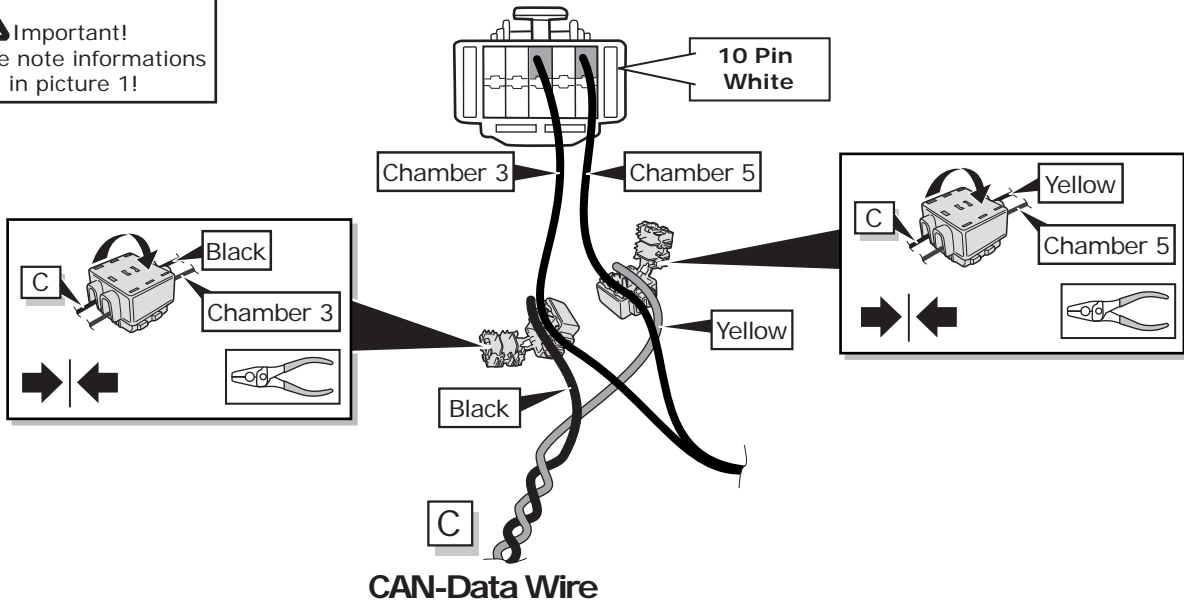 Important!
note informations
in picture 1!
10 Pin
White
Chamber 3
Chamber 5
Black
C
Chamber 3
Yellow
C
Chamber 5
Yellow
Black
C
CAN-Data Wire